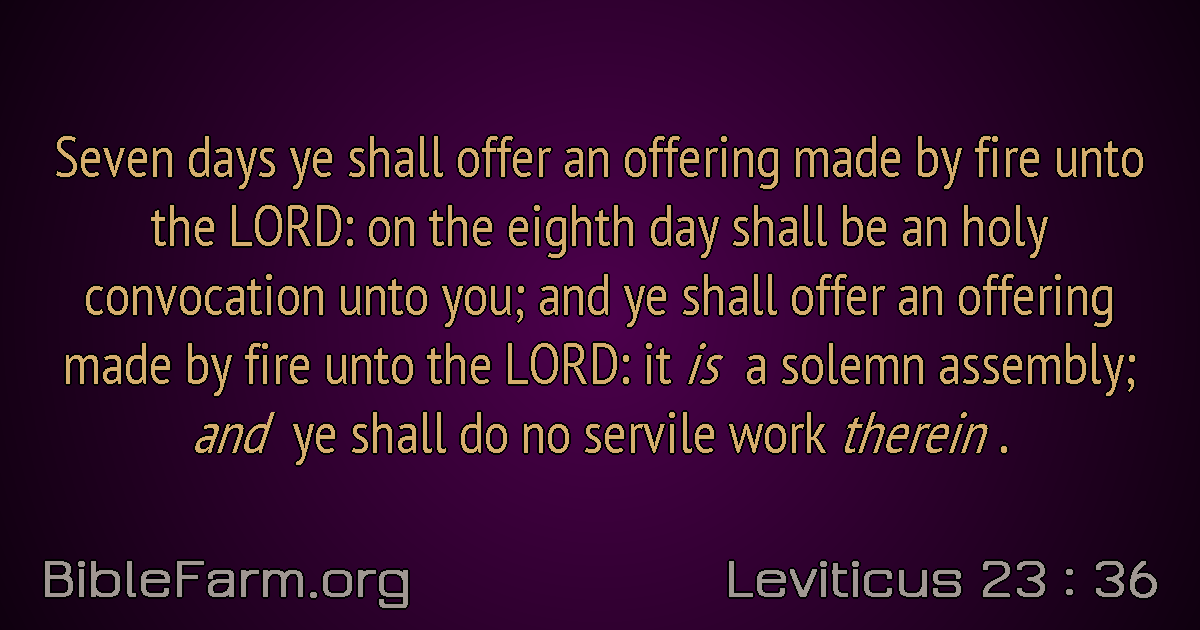 Seven days ye shall offer an offering made by fire unto
the LORD: on the eighth day shall be an holy
convocation unto you; and ye shall offer an offering
made by fire unto the LORD: it is a solemn assembly;
and ye shall do no servile work therein .
BibleFarm.org
Leviticus 23 : 36